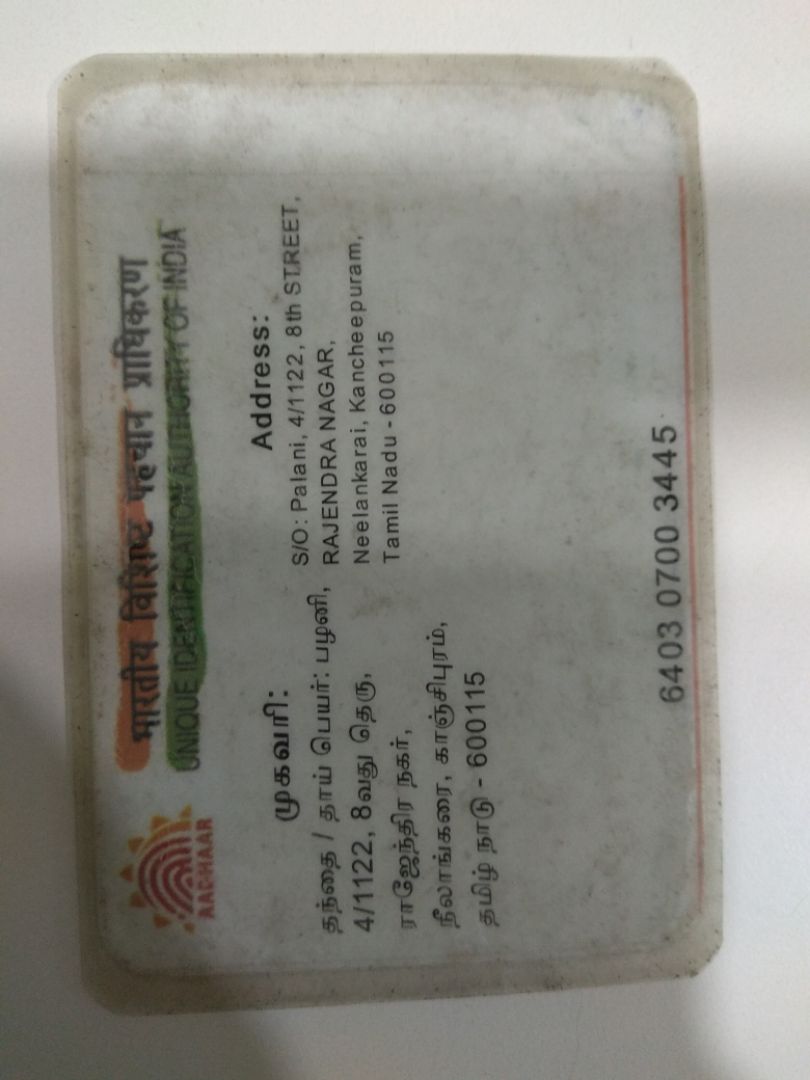 भारतीय विशिष्ट पहचान प्राधिकरण
UNIQUE IDENTIFICATION AUTHORITY OF INDIA
AADHAAR
முகவரி:
தந்தை / தாய் பெயர்: பழனி,
4/1122, 8வது தெரு,
ராஜேந்திர நகர்,
நீலாங்கரை, காஞ்சிபுரம்,
தமிழ் நாடு - 600115
Address:
S/O: Palani, 4/1122, 8th STREET,
RAJENDRA NAGAR,
Neelankarai, Kancheepuram,
Tamil Nadu - 600115
6403 0700 3445